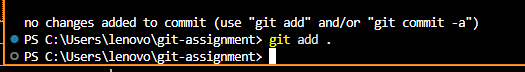 no changes added to commit (use "git add" and/or "git commit -a")
PS C:\Users\lenovo\git-assignment> git add .
PS C:\Users\lenovo\git-assignment>